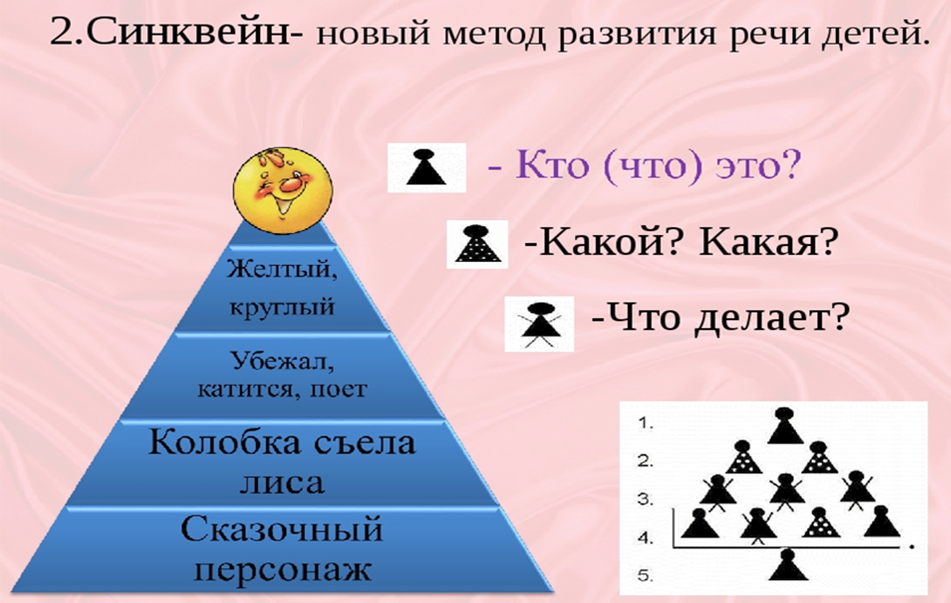 2.Синквейн- новый метод развития речи детей.
- Кто (что) это?
-Какой? Какая?
-Что делает?
Желтый,
круглый
Убежал,
катится, поет
Колобка съела
лиса
Сказочный
персонаж
1.
2.
3.
4.
5.